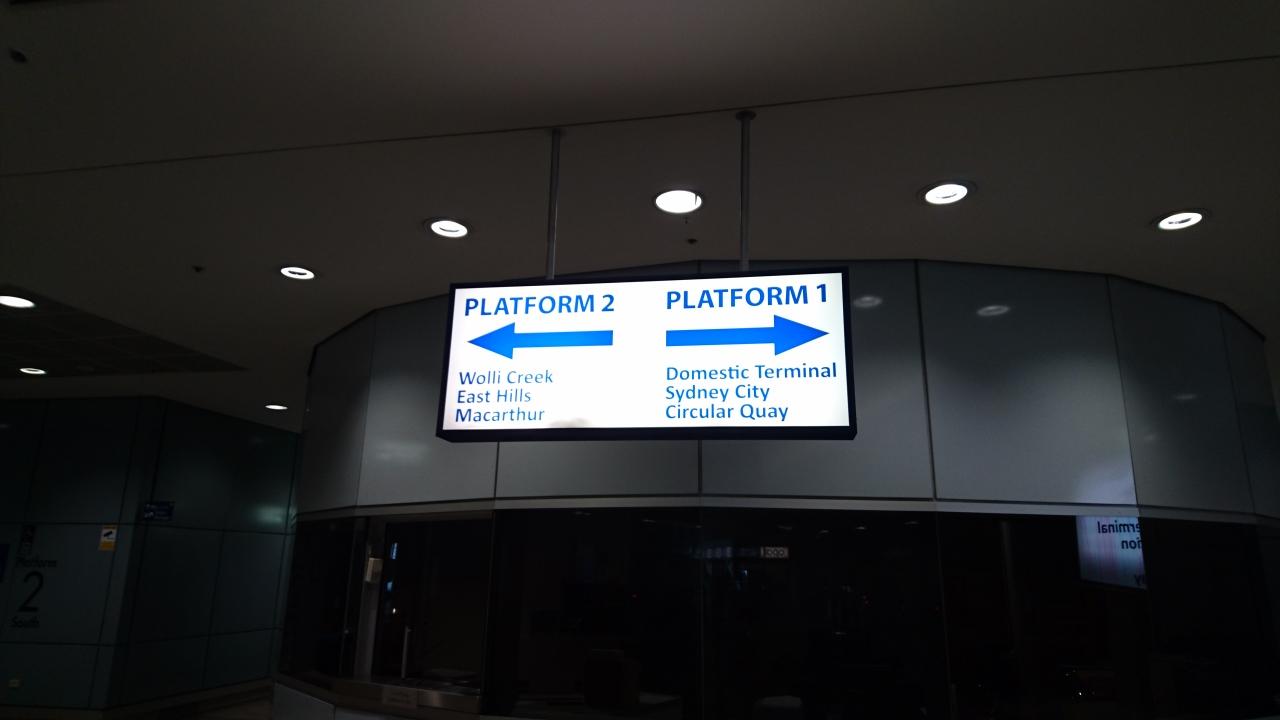 PLATFORM 2
Wolli Creek
East Hills
Macarthur
PLATFORM 1
Domestic Terminal
Sydney City
Circular Quay
Platform
2
South